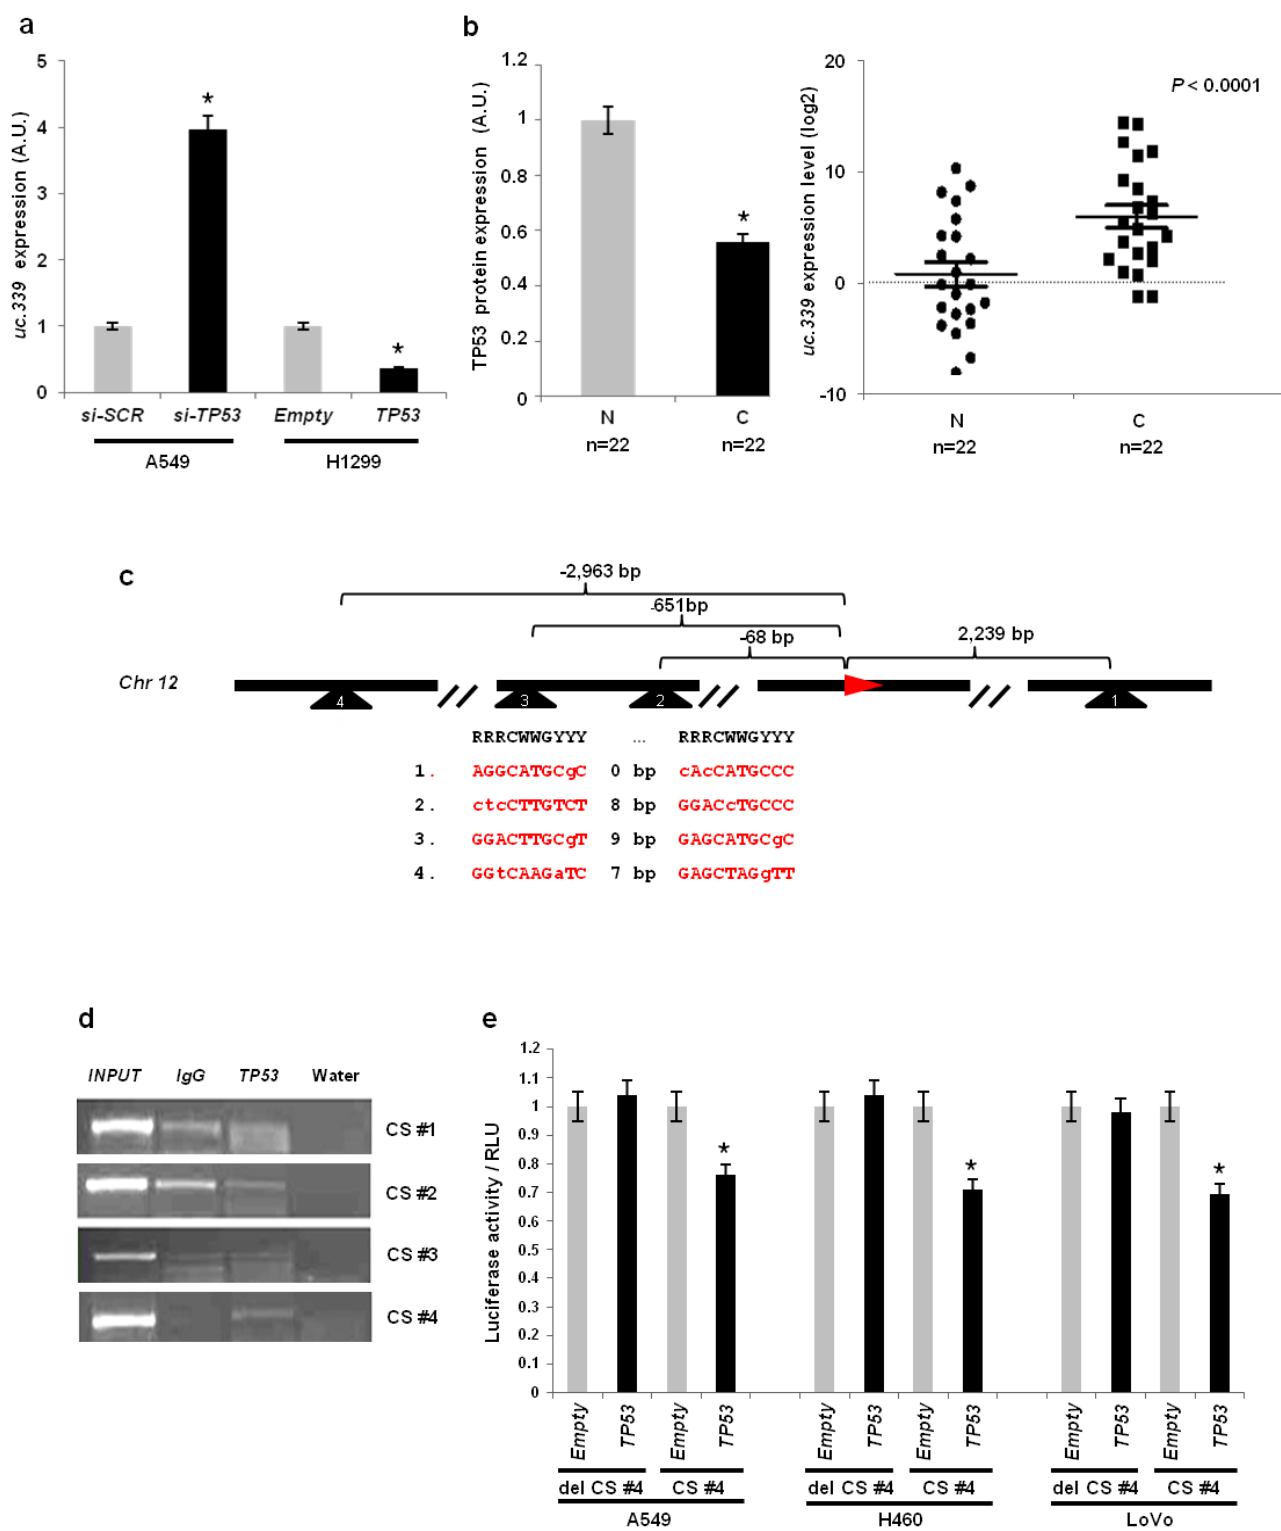 a
uc.339 expression (A.U.)
5
4
3
2
1
0
*
*
si-SCR si-TP53 Empty TP53
A549 H1299
b
TP53 protein expression (A.U.)
1.2
1
0.8
0.6
0.4
0.2
0
*
N C
n=22 n=22
uc.339 expression level (log2)
20
10
0
-10
P < 0.0001
N C
n=22 n=22
c
-2,963 bp
-651bp
-68 bp
2,239 bp
Chr 12
4 3 2 1
RRRCWWGYYY ... RRRCWWGYYY
1. AGGCATGCgC 0 bp cAcCATGCCC
2. ctcCTTGTCT 8 bp GGACcTGCCC
3. GGACTTGCgT 9 bp GAGCATGCgC
4. GGtCAAGaTC 7 bp GAGCTAGgTT
d
INPUT IgG TP53 Water
CS #1
CS #2
CS #3
CS #4
e
Luciferase activity / RLU
1.2
1.1
1
0.9
0.8
0.7
0.6
0.5
0.4
0.3
0.2
0.1
0
*
*
*
Empty TP53 Empty TP53 Empty TP53 Empty TP53 Empty TP53 Empty TP53
del CS #4 CS #4 del CS #4 CS #4 del CS #4 CS #4
A549 H460 LoVo